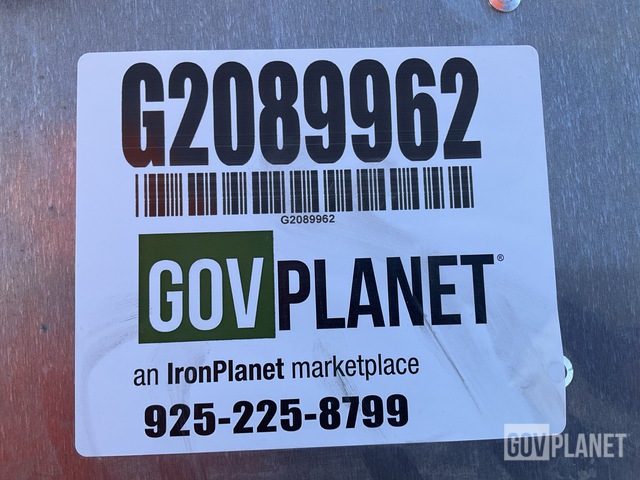 G2089962
G2089962
GOVPLANET®
an IronPlanet marketplace
925-225-8799
GOVPLANET